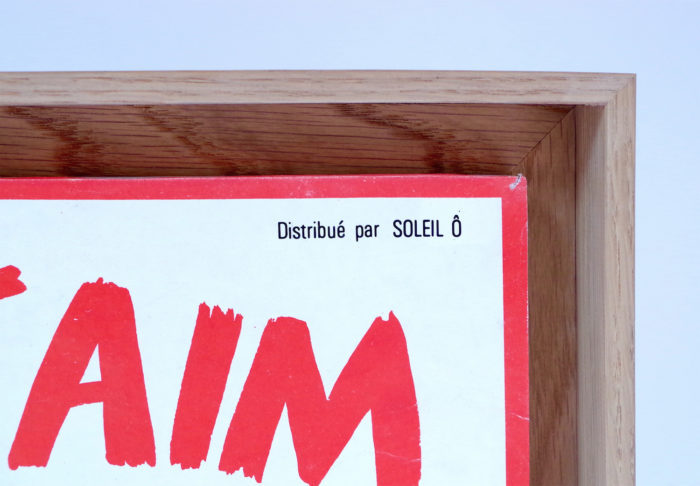 Distribué par SOLEIL Ô
'AIM